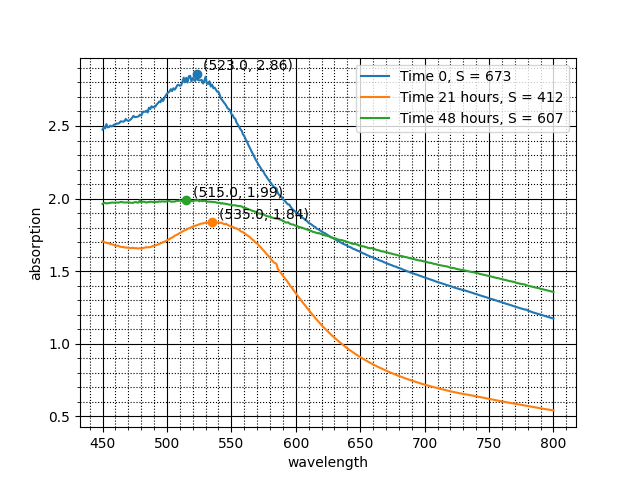 (523.0, 2.86)
Time 0, S = 673
Time 21 hours, S = 412
Time 48 hours, S = 607
2.5
(515.0, 1.99)
2.0
(535.0, 1.84)
absorption
1.5
1.0
0.5
450 500 550 600 650 700 750 800
wavelength